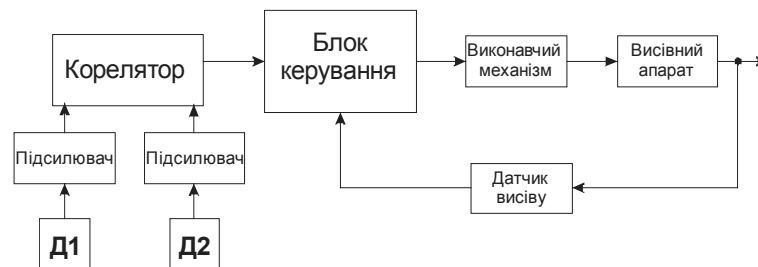 Корелятор
Блок
керування
Виконавчий
механізм
Висівний
апарат
Підсилювач
Підсилювач
Датчик
висіву
Д1
Д2